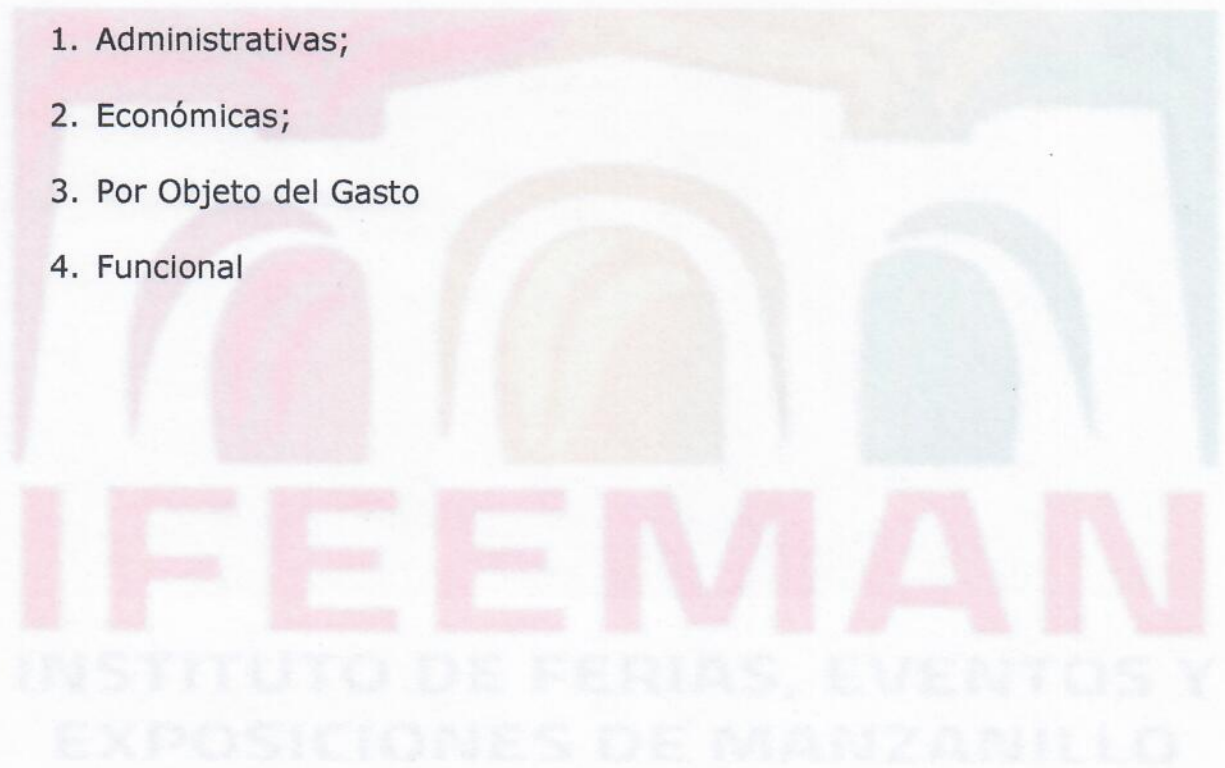 1. Administrativas;
2. Económicas;
3. Por Objeto del Gasto
4. Funcional
IFEEMAN
INSTITUTO DE FERIAS, EVENTOS Y
EXPOSICIONES DE MANZANILLO